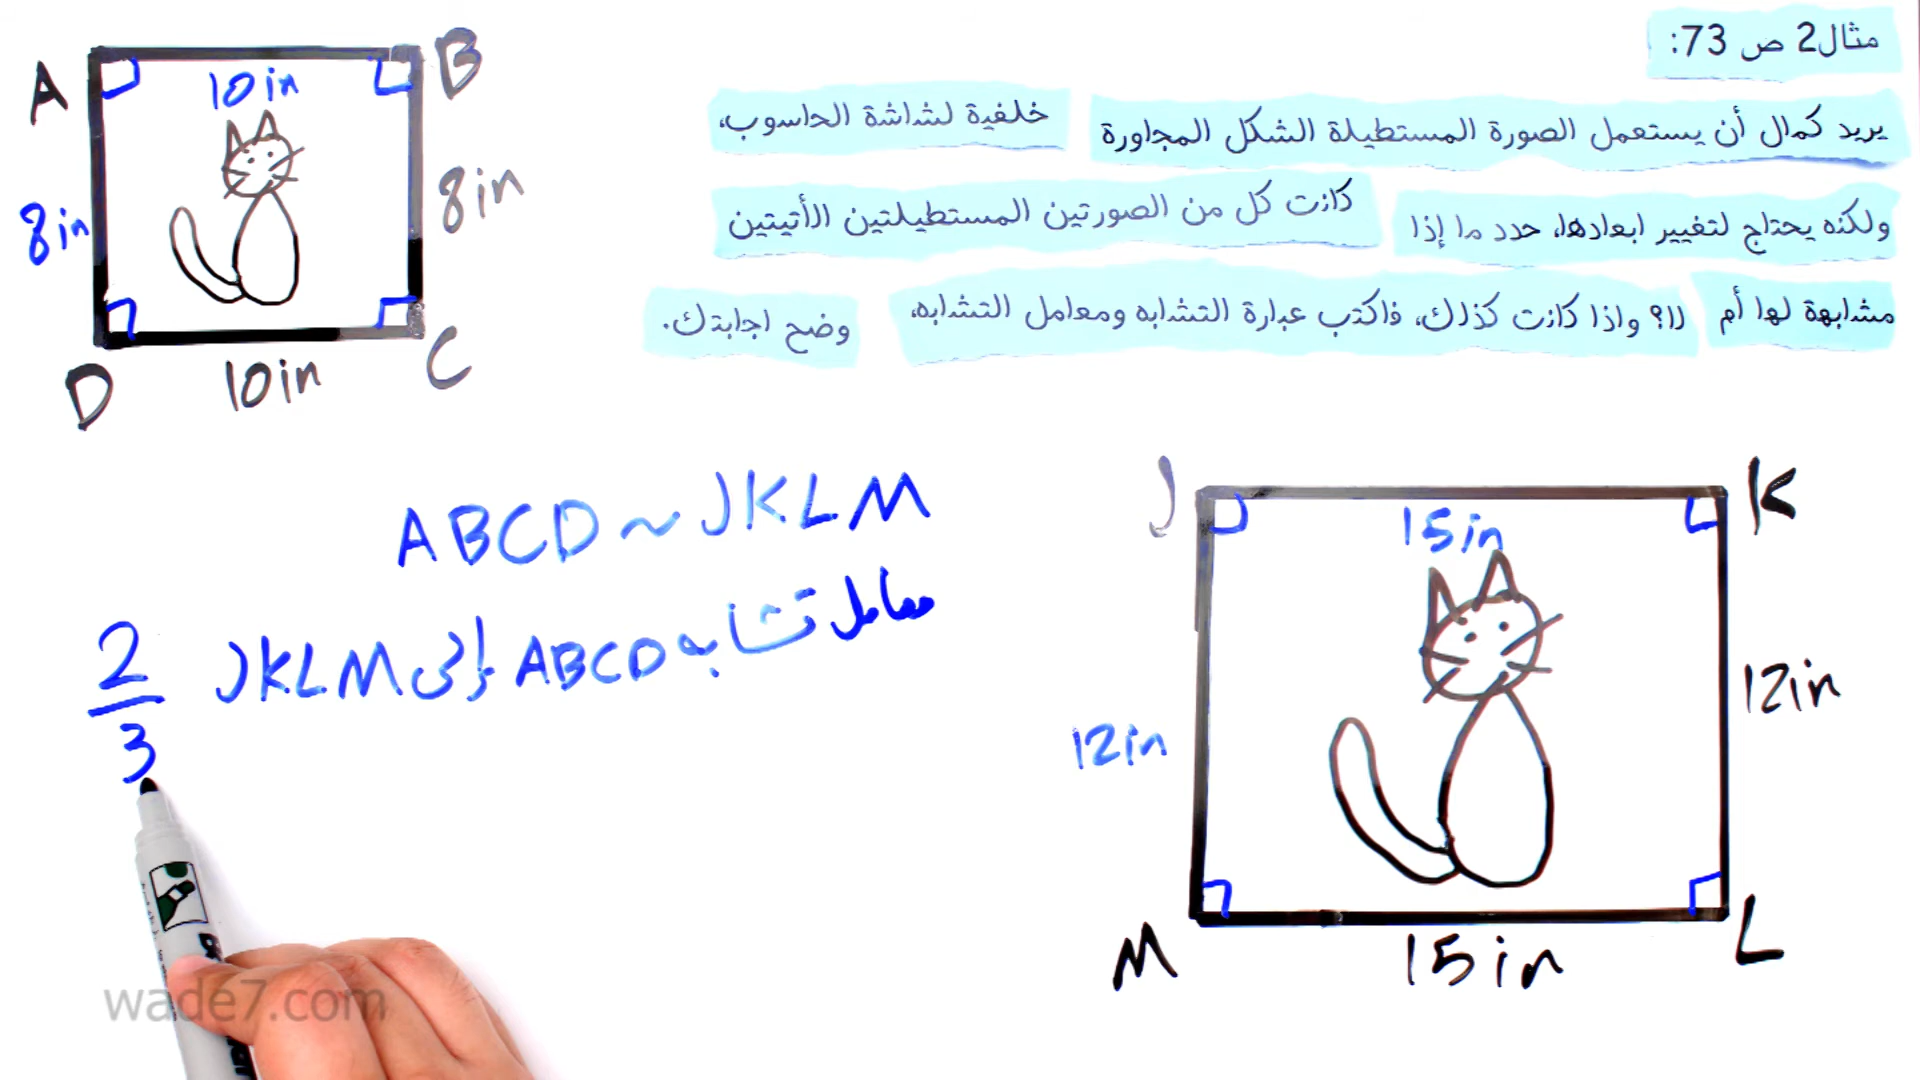 مثال2 ص 73:
يريد كمال أن يستعمل الصورة المستطيلة الشكل المجاورة خلفية لشاشة الحاسوب،
ولكنه يحتاج لتغيير ابعادها، حدد ما إذا كانت كل من الصورتين المستطيلتين الأتيتين
مشابهة لها أم لا؟ واذا كانت كذلك، فاكتب عبارة التشابه ومعامل التشابه، وضح اجابتك.
A B
10in
8in 8in
D C
10in
ABCD ~ JKLM
معامل تشابه ABCD إلى JKLM 2/3
J K
15in
12in 12in
M L
15in
wade7.com